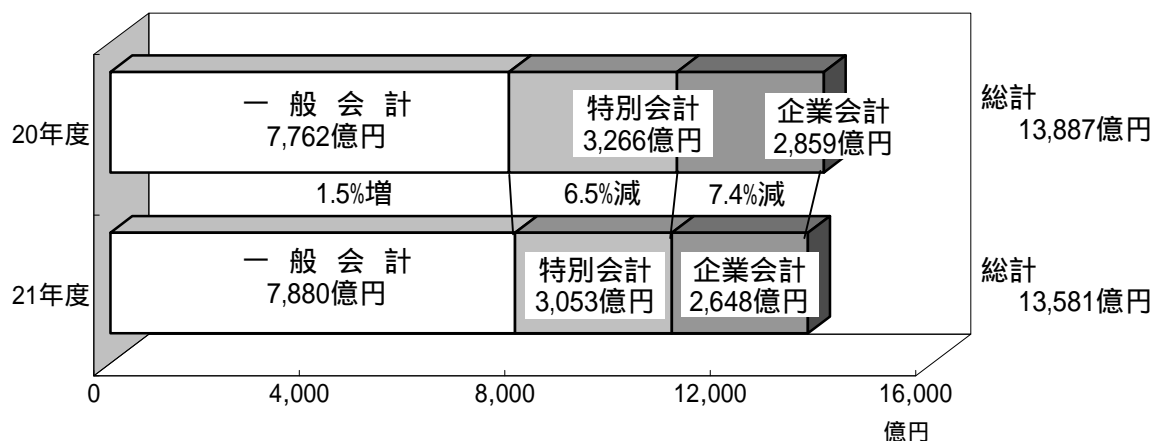 一 般 会 計
7,762億円
特別会計
3,266億円
企業会計
2,859億円
総計
13,887億円
20年度
1.5%増
6.5%減
7.4%減
一 般 会 計
7,880億円
特別会計
3,053億円
企業会計
2,648億円
総計
13,581億円
21年度
0
4,000
8,000
12,000
16,000
億円